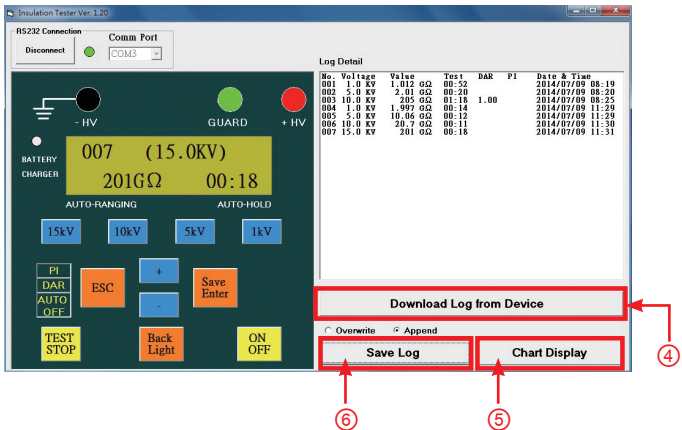 Insulation Tester Ver. 1.20
RS232 Connection
Disconnect
Comm Port
COM3
- HV
GUARD
+ HV
BATTERY
CHARGER
007 (15.0KV)
201GΩ 00:18
AUTO-RANGING AUTO-HOLD
15kV 10kV 5kV 1kV
PI
DAR
AUTO
OFF
ESC
+
-
Save
Enter
TEST
STOP
Back
Light
ON
OFF
Log Detail
No. Voltage Value Test DAR PI Date & Time
001 1.0 KV 1.012 GΩ 00:52 2014/07/09 08:19
002 5.0 KV 2.01 GΩ 00:20 2014/07/09 08:20
003 10.0 KV 205 GΩ 01:18 1.00 2014/07/09 08:25
004 1.0 KV 1.997 GΩ 00:14 2014/07/09 11:29
005 5.0 KV 10.06 GΩ 00:12 2014/07/09 11:29
006 10.0 KV 20.7 GΩ 00:11 2014/07/09 11:30
007 15.0 KV 201 GΩ 00:18 2014/07/09 11:31
Download Log from Device
Overwrite Append
Save Log Chart Display
④
⑥ ⑤